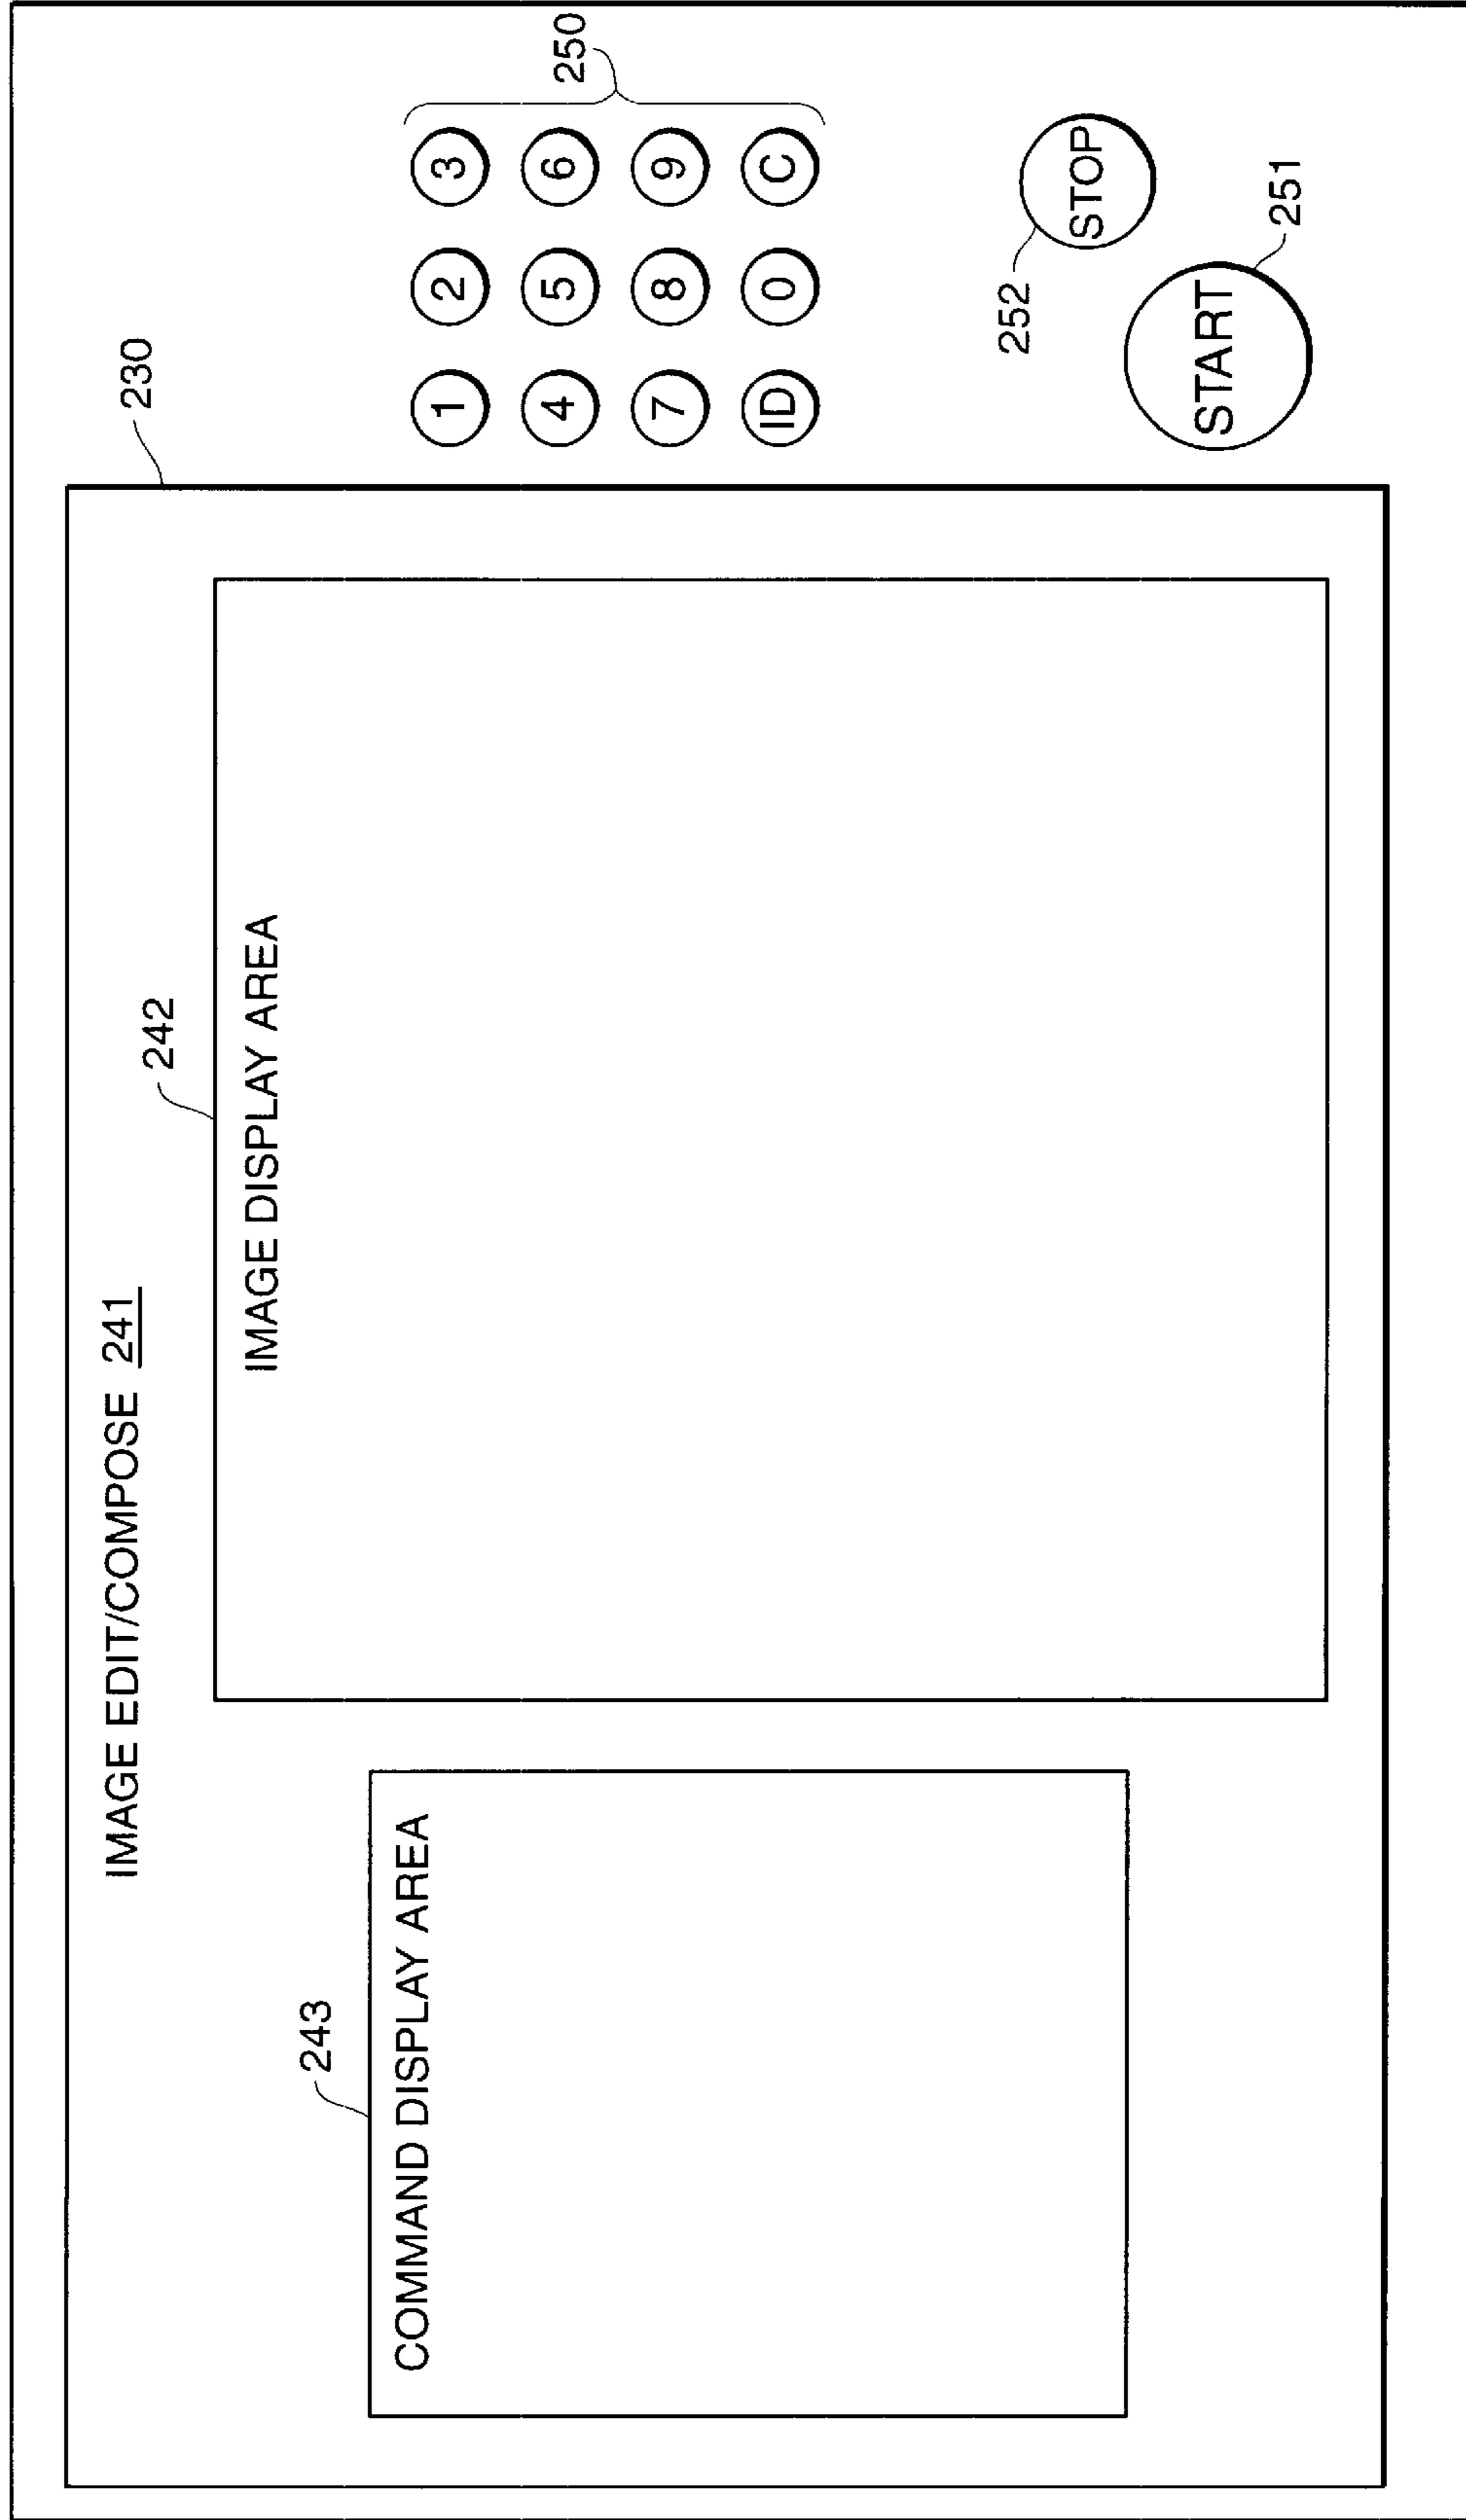 IMAGE EDIT/COMPOSE 241
230
242
IMAGE DISPLAY AREA
243
COMMAND DISPLAY AREA
1 2 3
4 5 6
7 8 9
ID 0 C
250
252
STOP
START
251